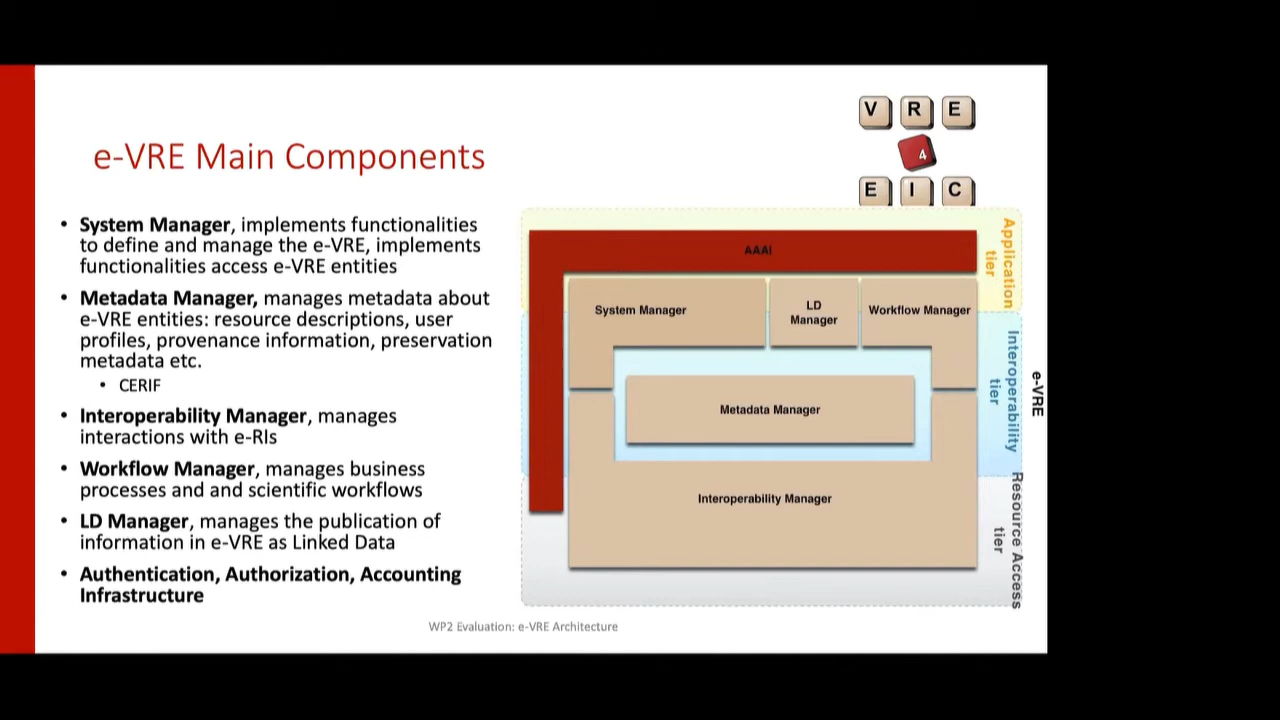 V R E
4
E I C
e-VRE Main Components
• System Manager, implements functionalities
to define and manage the e-VRE, implements
functionalities access e-VRE entities
• Metadata Manager, manages metadata about
e-VRE entities: resource descriptions, user
profiles, provenance information, preservation
metadata etc.
• CERIF
• Interoperability Manager, manages
interactions with e-RIs
• Workflow Manager, manages business
processes and and scientific workflows
• LD Manager, manages the publication of
information in e-VRE as Linked Data
• Authentication, Authorization, Accounting
Infrastructure
AAAI
System Manager
LD
Manager
Workflow Manager
Metadata Manager
Interoperability Manager
Application
tier
Interoperability
tier
Resource Access
tier
e-VRE
WP2 Evaluation: e-VRE Architecture